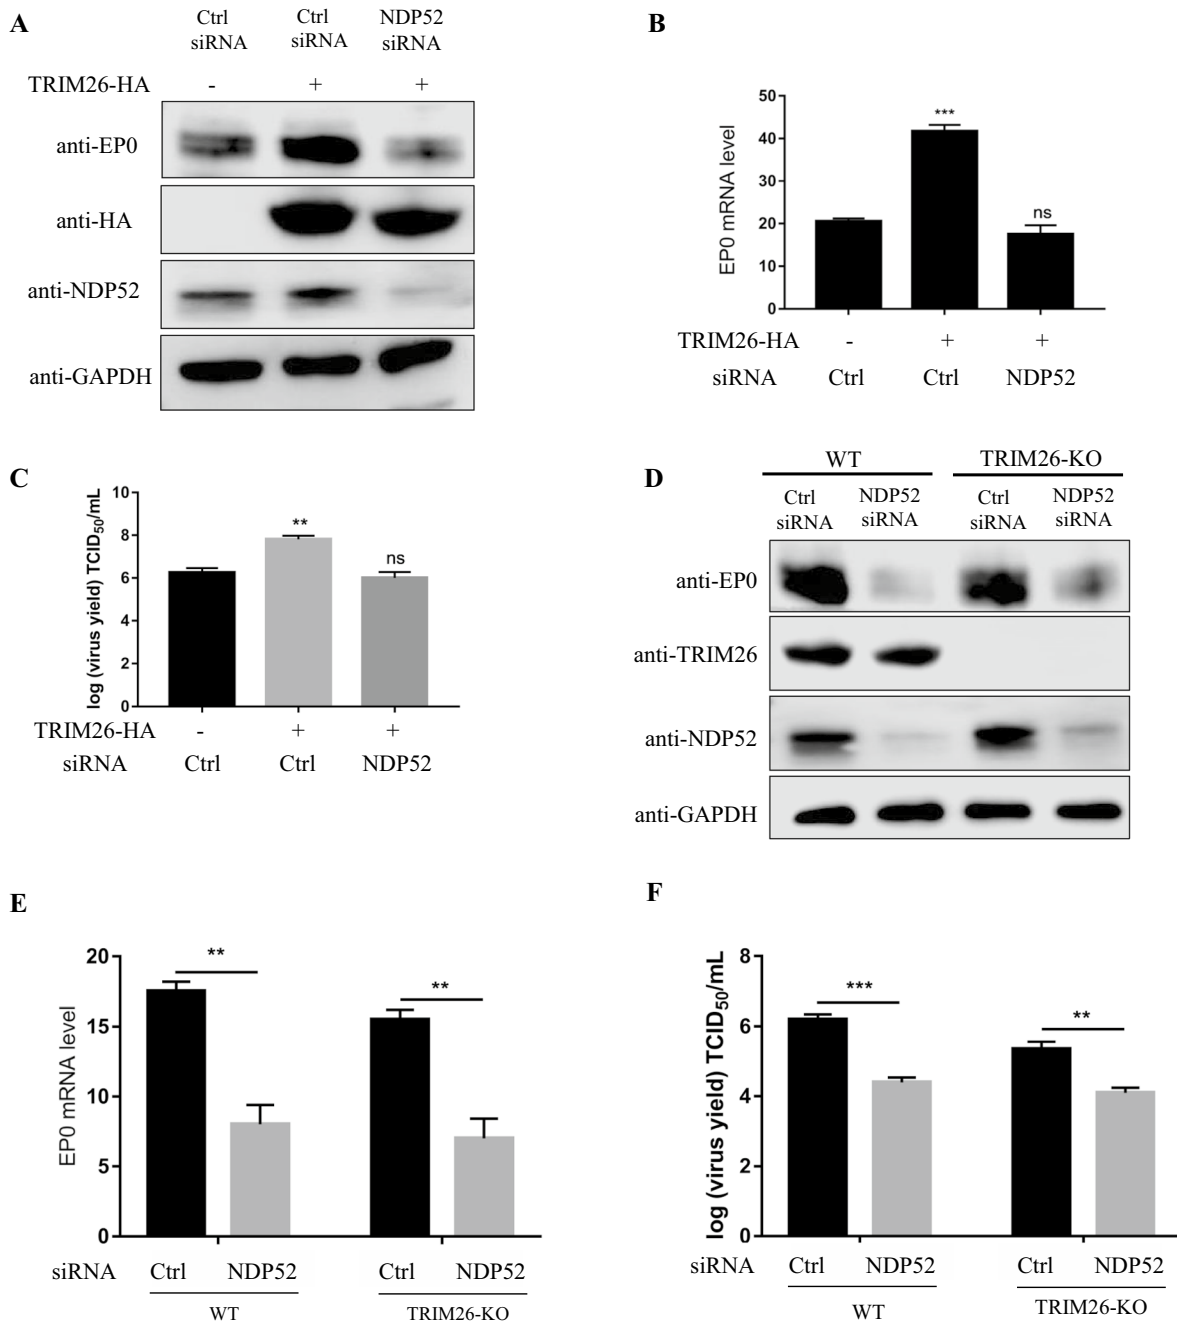 A
Ctrl siRNA
Ctrl siRNA
NDP52 siRNA
TRIM26-HA - + +
anti-EP0
anti-HA
anti-NDP52
anti-GAPDH
B
EP0 mRNA level
50
40
30
20
10
0
***
ns
TRIM26-HA - + +
siRNA Ctrl Ctrl NDP52
C
log (virus yield) TCID50/mL
10
8
6
4
2
0
**
ns
TRIM26-HA - + +
siRNA Ctrl Ctrl NDP52
D
WT TRIM26-KO
Ctrl siRNA
NDP52 siRNA
Ctrl siRNA
NDP52 siRNA
anti-EP0
anti-TRIM26
anti-NDP52
anti-GAPDH
E
EP0 mRNA level
20
15
10
5
0
**
**
siRNA Ctrl NDP52 Ctrl NDP52
WT TRIM26-KO
F
log (virus yield) TCID50/mL
8
6
4
2
0
***
**
siRNA Ctrl NDP52 Ctrl NDP52
WT TRIM26-KO